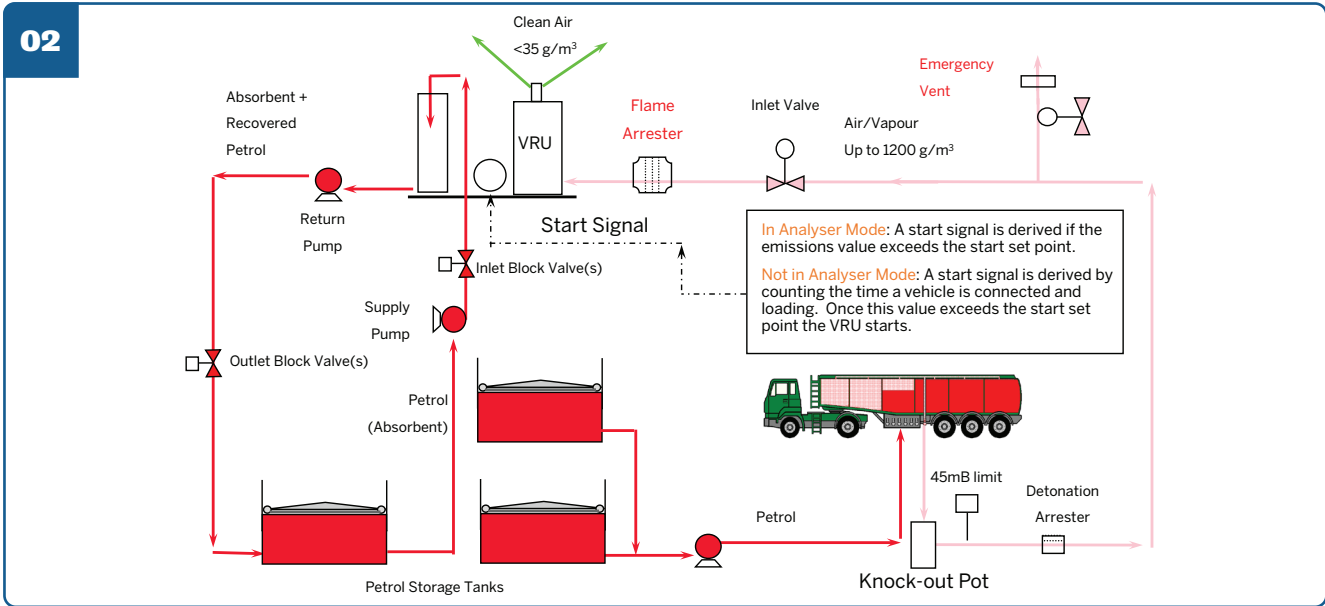 02
Clean Air
<35 g/m³
Emergency
Vent
Absorbent +
Recovered
Petrol
Flame
Arrester
Inlet Valve
Air/Vapour
Up to 1200 g/m³
VRU
Return
Pump
Start Signal
In Analyser Mode: A start signal is derived if the
emissions value exceeds the start set point.
Not in Analyser Mode: A start signal is derived by
counting the time a vehicle is connected and
loading. Once this value exceeds the start set
point the VRU starts.
Inlet Block Valve(s)
Supply
Pump
Outlet Block Valve(s)
Petrol
(Absorbent)
45mB limit
Detonation
Arrester
Petrol
Knock-out Pot
Petrol Storage Tanks